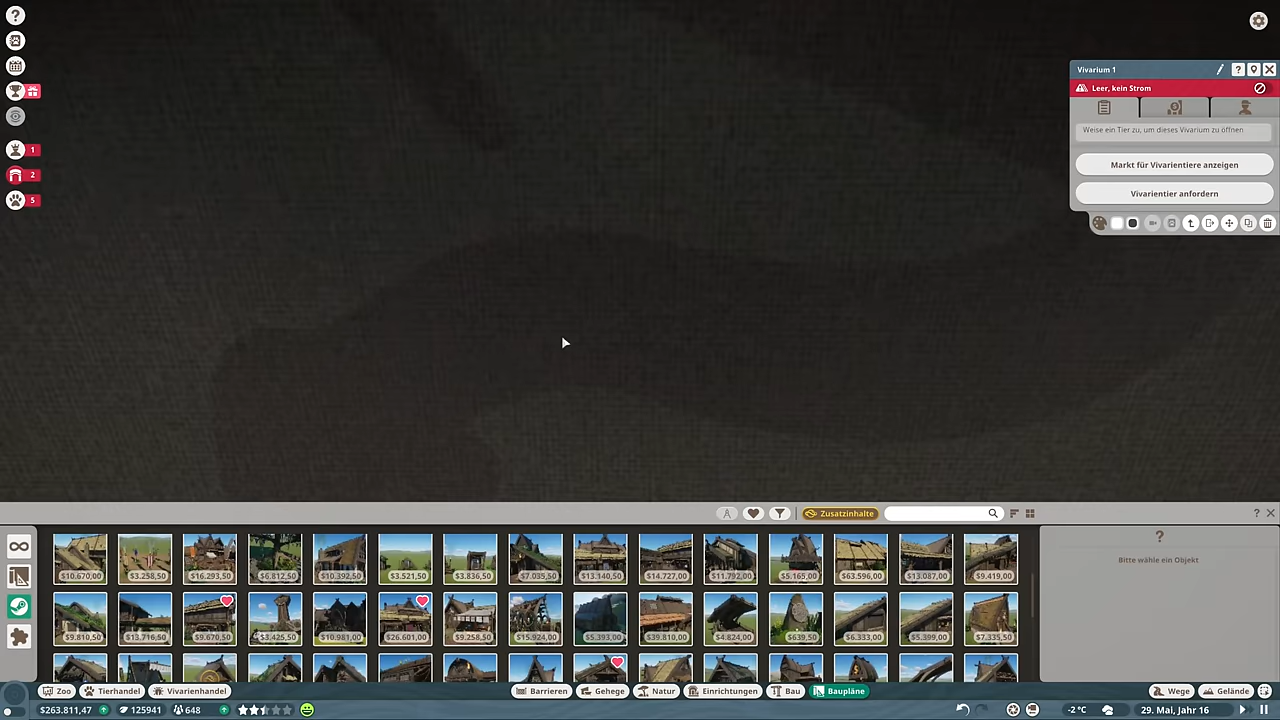 ?
Vivarium 1
?
Leer, kein Strom
Weise ein Tier zu, um dieses Vivarium zu öffnen
Markt für Vivarientiere anzeigen
Vivarientier anfordern
1
2
5
Zusatzinhalte
?
$10.670,00 $3.258,50 $16.293,50 $6.812,50 $10.392,50 $3.521,50 $3.836,50 $7.035,50 $13.140,50 $14.727,00 $11.792,00 $5.165,00 $63.596,00 $13.087,00 $9.419,00
?
Bitte wähle ein Objekt
$9.810,50 $13.716,50 $9.670,50 $3.425,50 $10.981,00 $26.601,00 $9.258,50 $15.924,00 $5.393,00 $39.810,00 $4.824,00 $639,50 $6.333,00 $5.399,00 $7.335,50
Zoo Tierhandel Vivarienhandel Barrieren Gehege Natur Einrichtungen Bau Baupläne Wege Gelände
$263.811,47 125941 648 -2 °C 29. Mai, Jahr 16